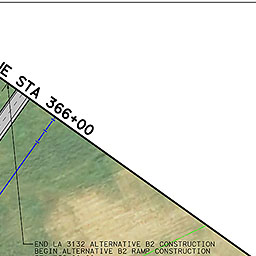 STA 366+00
END LA 3132 ALTERNATIVE B2 CONSTRUCTION
BEGIN ALTERNATIVE B2 RAMP CONSTRUCTION